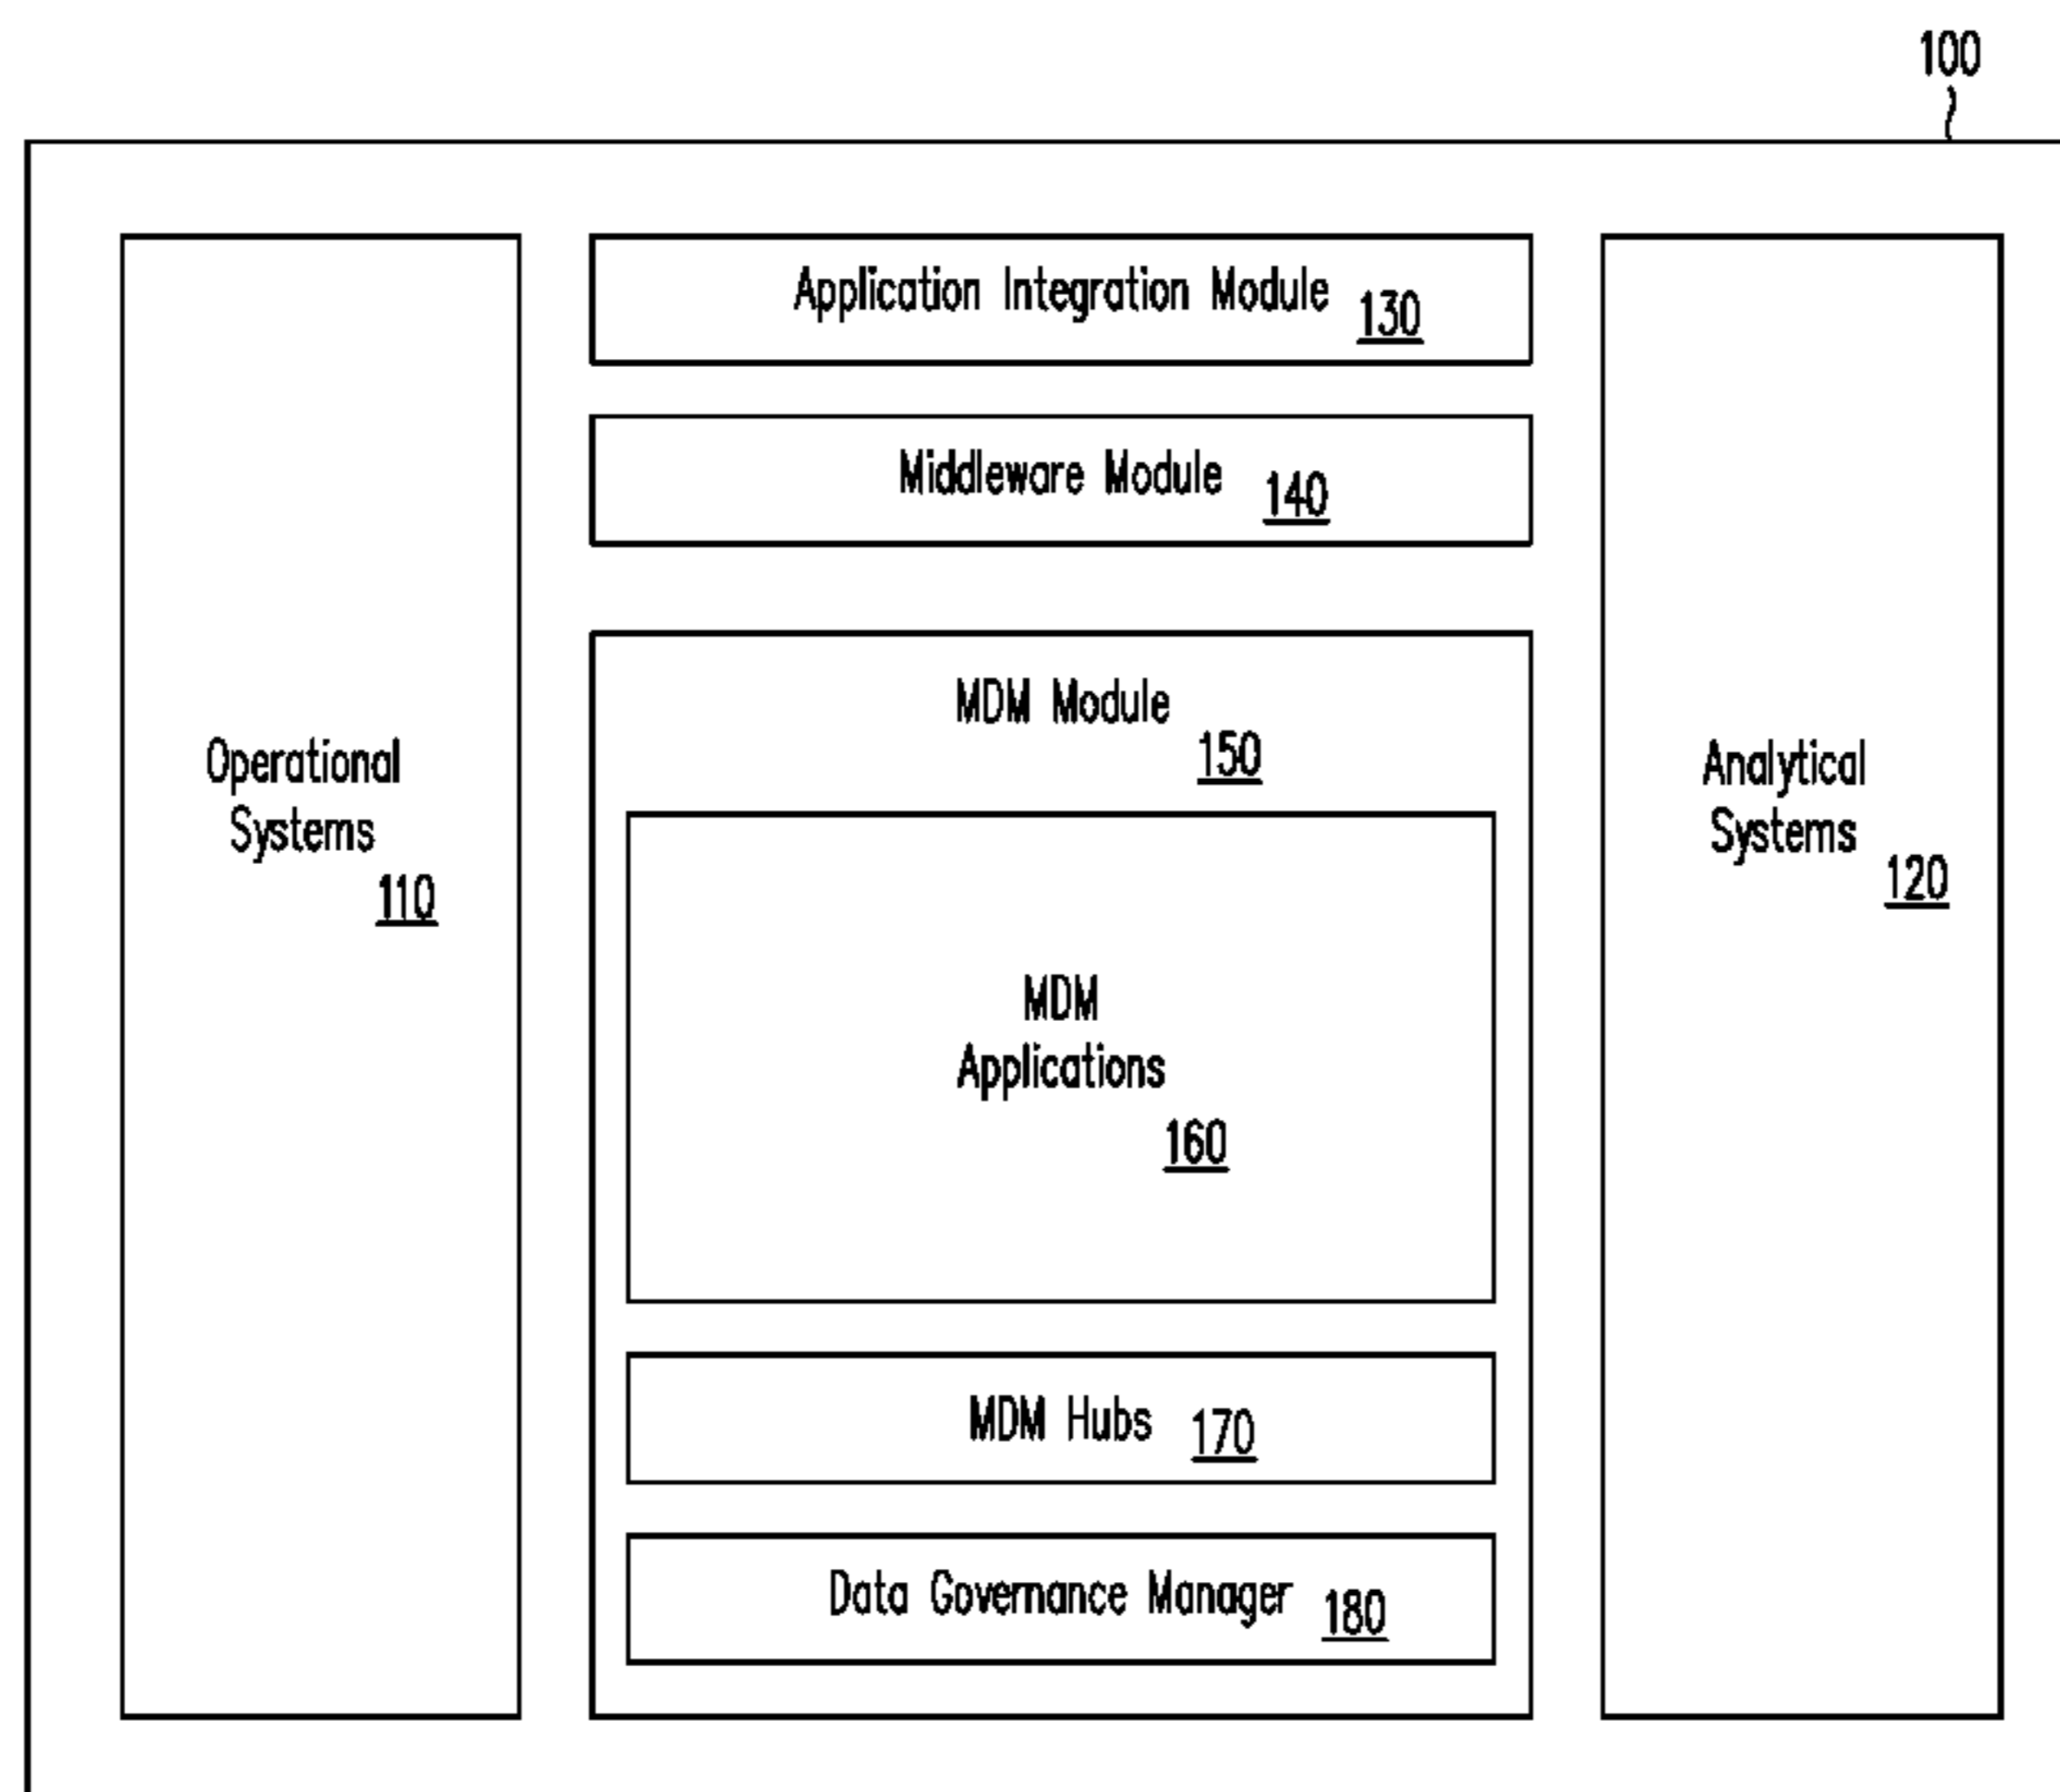 100
Application Integration Module 130
Middleware Module 140
MDM Module
150
Operational
Systems
110
Analytical
Systems
120
MDM
Applications
160
MDM Hubs 170
Data Governance Manager 180